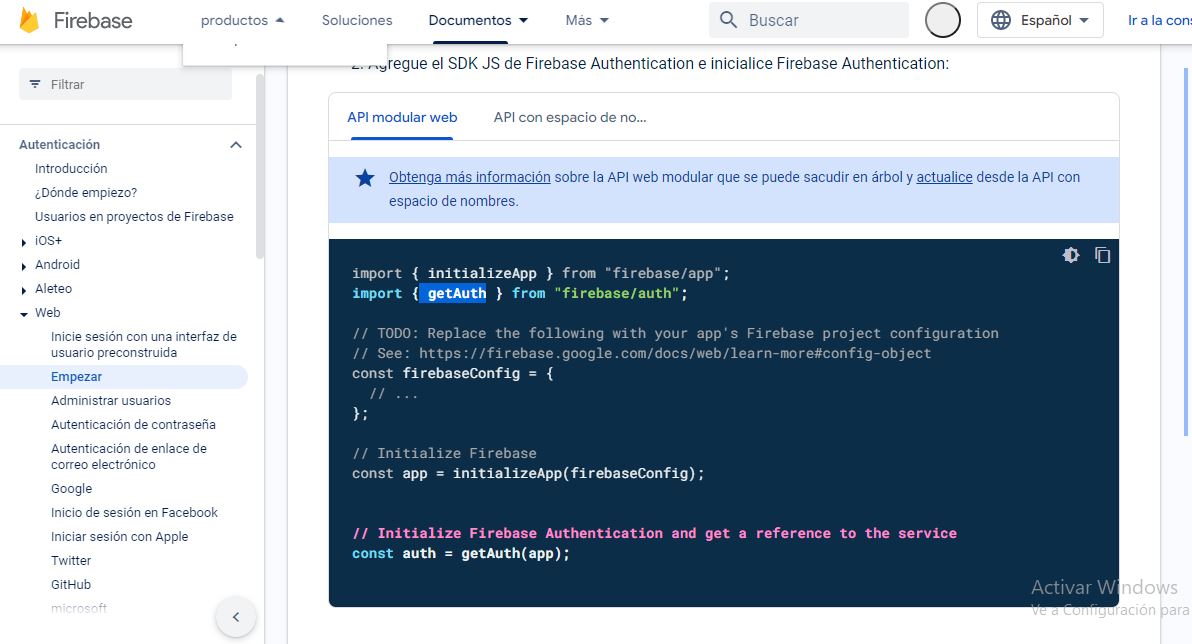 Firebase
productos
Soluciones
Documentos
Más
Buscar
Español
Ir a la cons
2. Agregue el SDK JS de Firebase Authentication e inicialice Firebase Authentication:
Filtrar
Autenticación
Introducción
¿Dónde empiezo?
Usuarios en proyectos de Firebase
iOS+
Android
Aleteo
Web
Inicie sesión con una interfaz de
usuario preconstruida
Empezar
Administrar usuarios
Autenticación de contraseña
Autenticación de enlace de
correo electrónico
Google
Inicio de sesión en Facebook
Iniciar sesión con Apple
Twitter
GitHub
microsoft
API modular web
API con espacio de no...
Obtenga más información sobre la API web modular que se puede sacudir en árbol y actualice desde la API con
espacio de nombres.
import { initializeApp } from "firebase/app";
import { getAuth } from "firebase/auth";
// TODO: Replace the following with your app's Firebase project configuration
// See: https://firebase.google.com/docs/web/learn-more#config-object
const firebaseConfig = {
// ...
};
// Initialize Firebase
const app = initializeApp(firebaseConfig);
// Initialize Firebase Authentication and get a reference to the service
const auth = getAuth(app);
Activar Windows
Ve a Configuración para